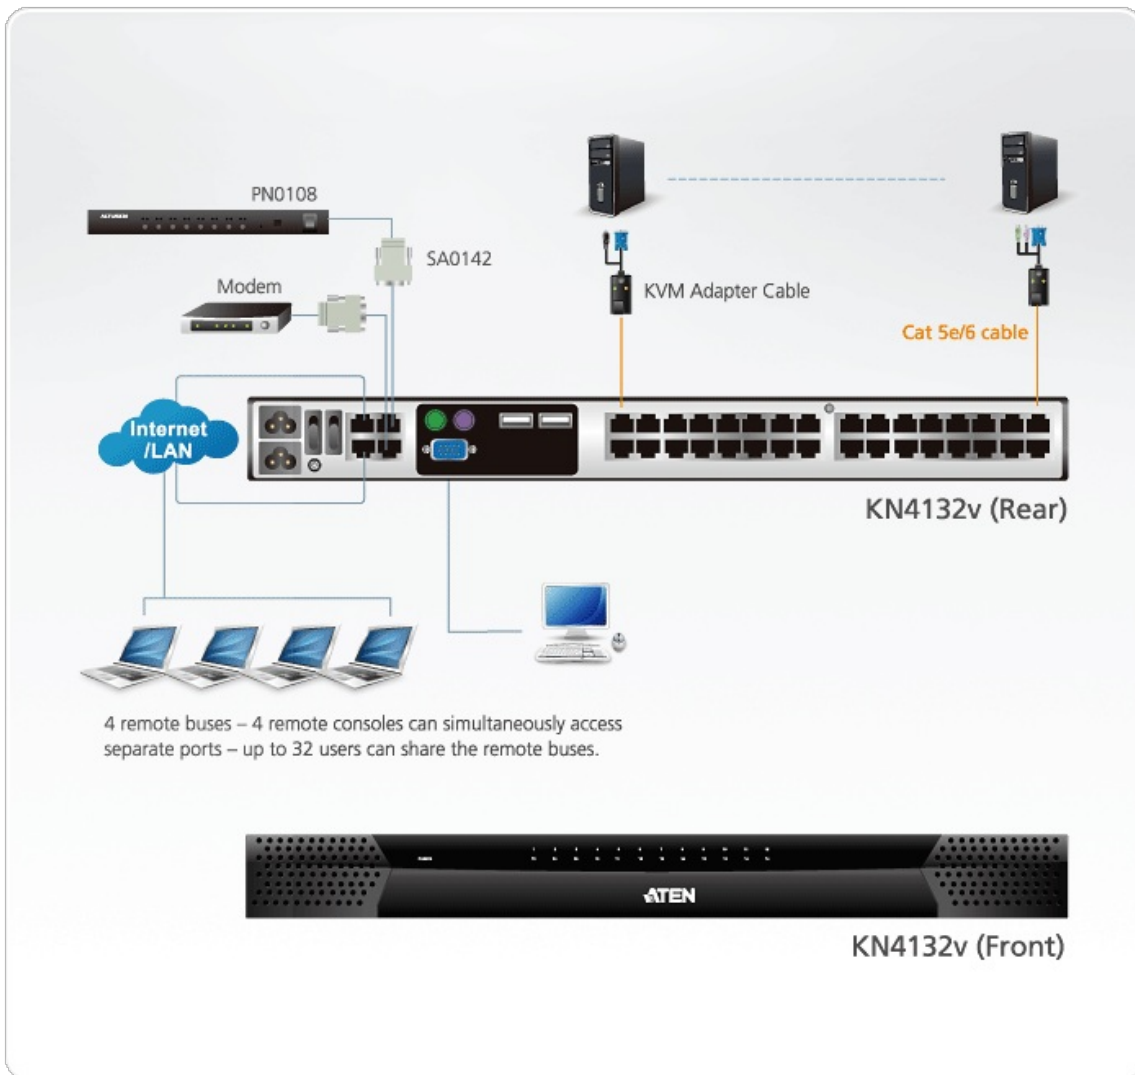 PN0108
SA0142
Modem
KVM Adapter Cable
Cat 5e/6 cable
Internet
/LAN
KN4132v (Rear)
4 remote buses – 4 remote consoles can simultaneously access
separate ports – up to 32 users can share the remote buses.
ATEN
KN4132v (Front)